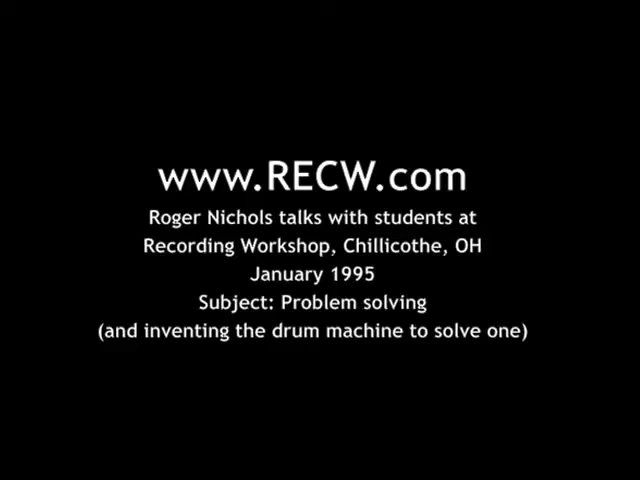 www.RECW.com
Roger Nichols talks with students at
Recording Workshop, Chillicothe, OH
January 1995
Subject: Problem solving
(and inventing the drum machine to solve one)